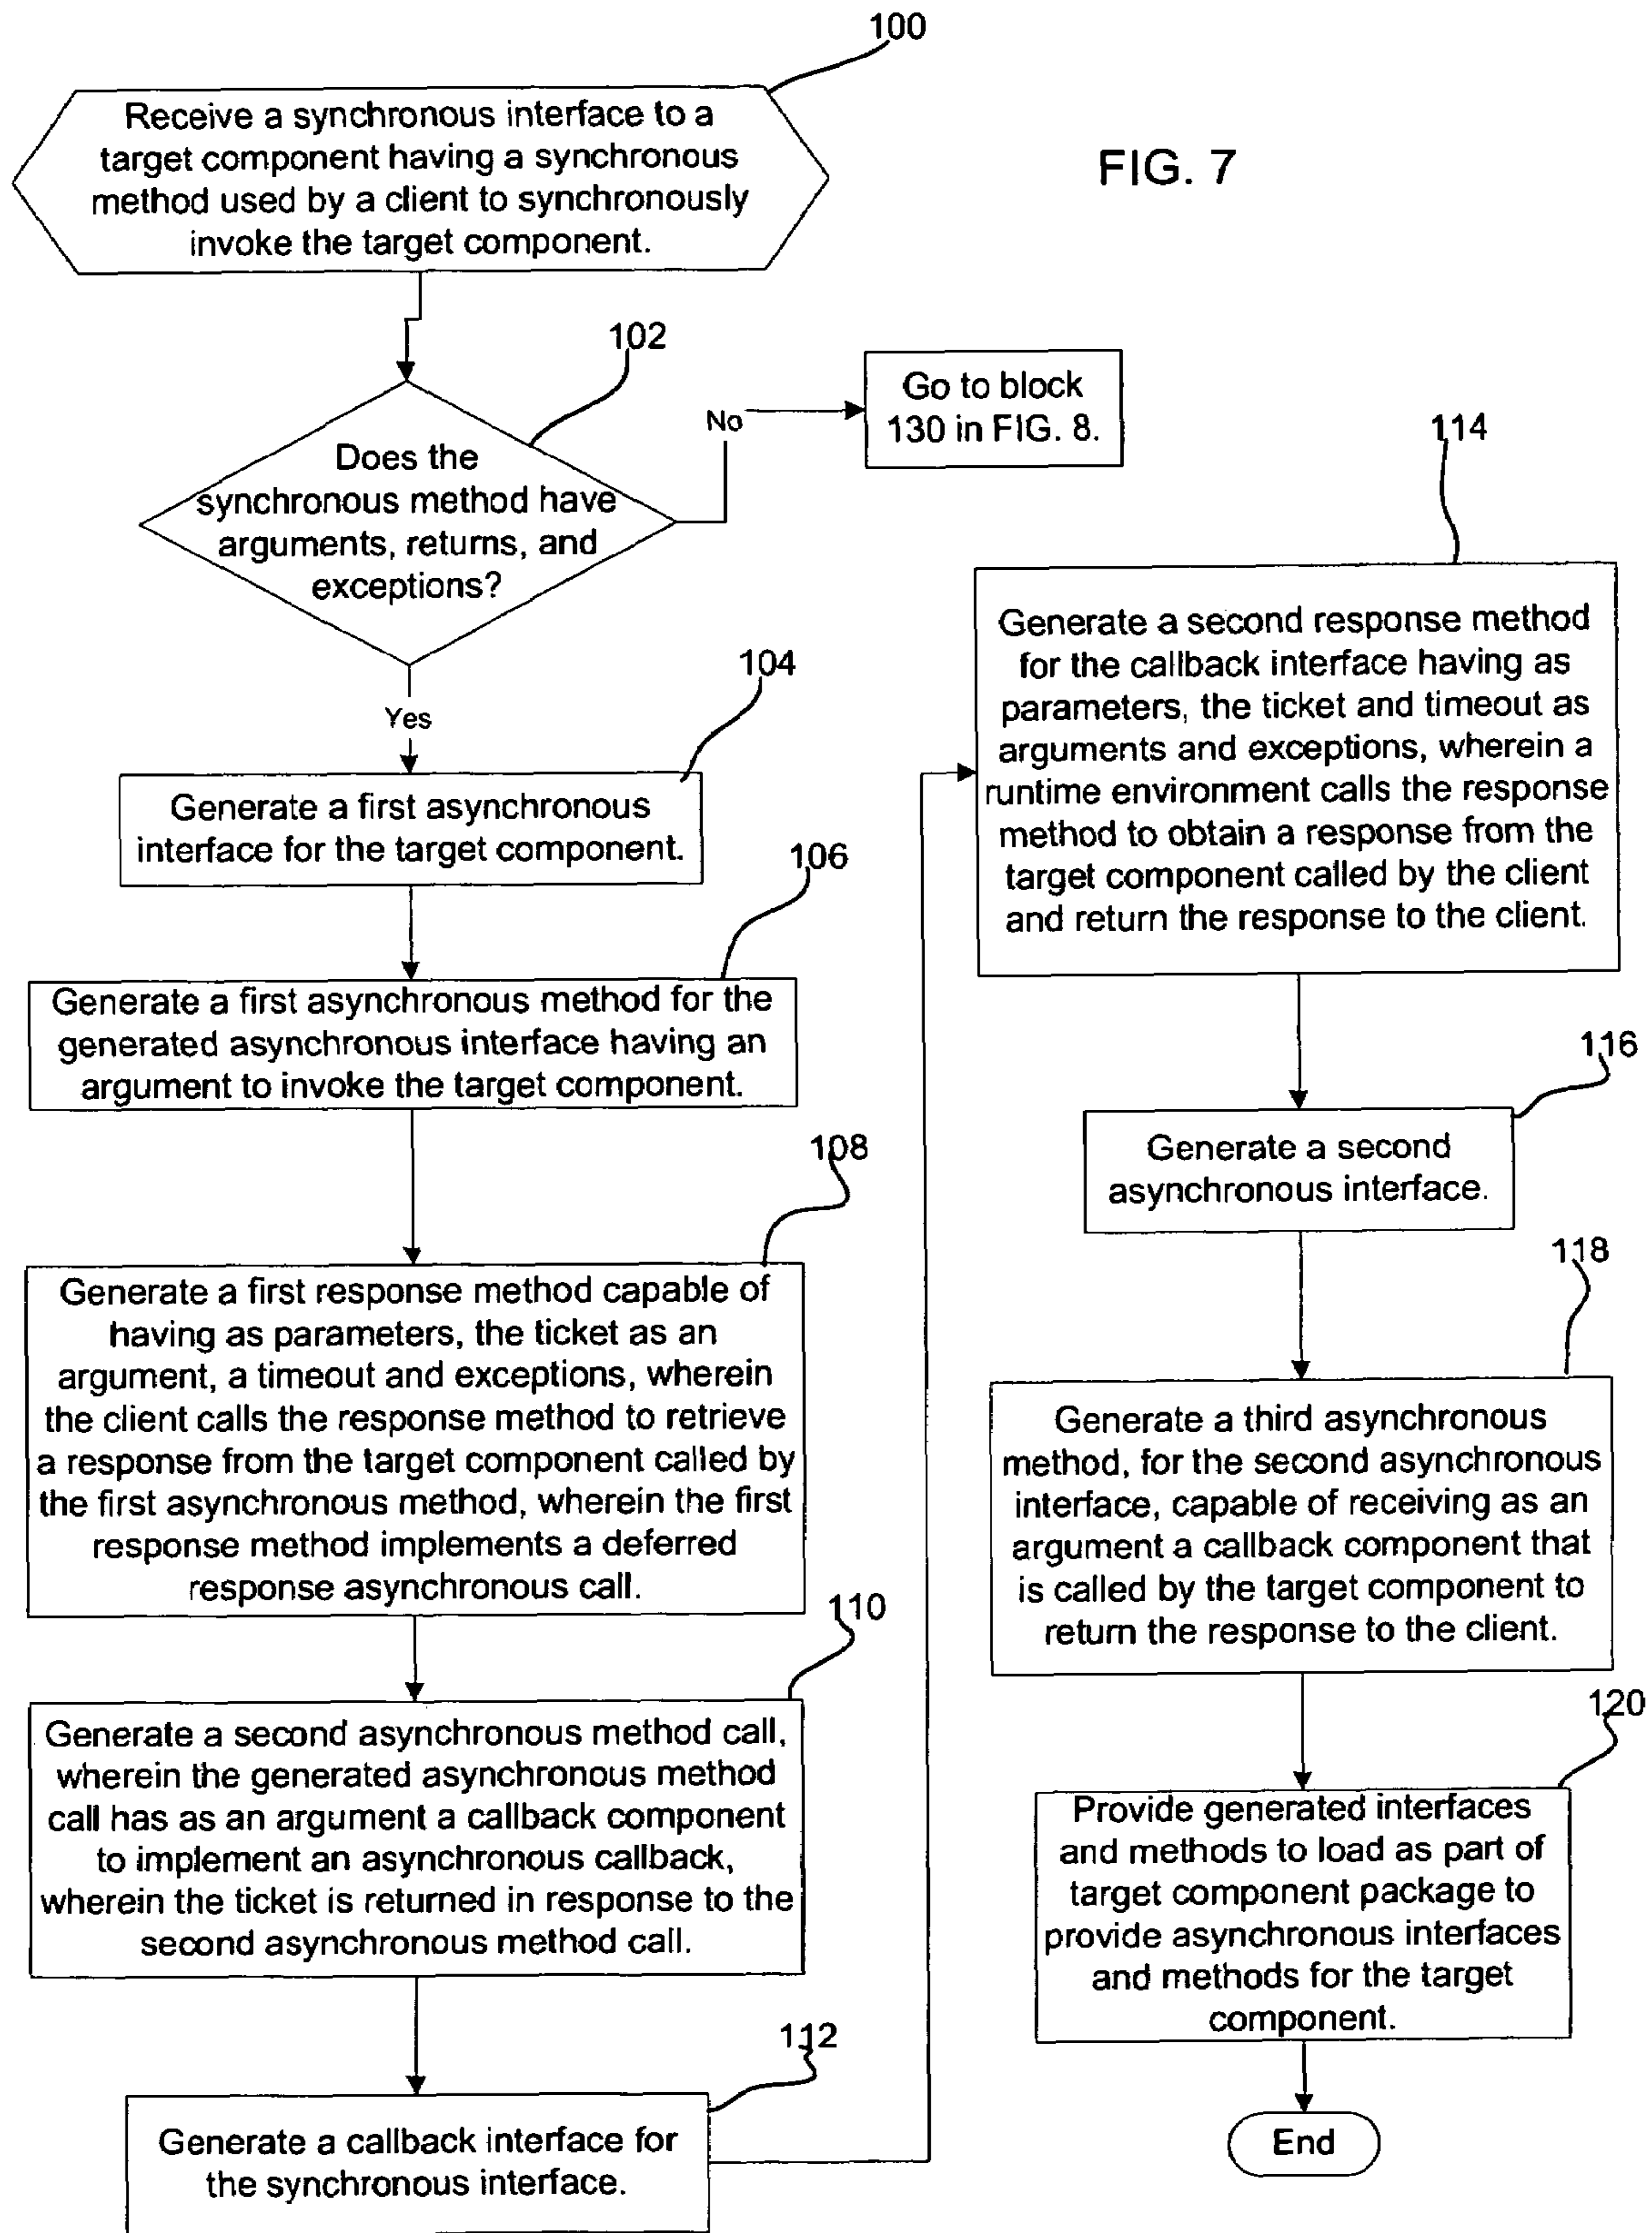 100
Receive a synchronous interface to a
target component having a synchronous
method used by a client to synchronously
invoke the target component.
FIG. 7
102
Does the
synchronous method have
arguments, returns, and
exceptions?
No
Go to block
130 in FIG. 8.
Yes
104
Generate a first asynchronous
interface for the target component.
106
Generate a first asynchronous method for the
generated asynchronous interface having an
argument to invoke the target component.
108
Generate a first response method capable of
having as parameters, the ticket as an
argument, a timeout and exceptions, wherein
the client calls the response method to retrieve
a response from the target component called by
the first asynchronous method, wherein the first
response method implements a deferred
response asynchronous call.
110
Generate a second asynchronous method call,
wherein the generated asynchronous method
call has as an argument a callback component
to implement an asynchronous callback,
wherein the ticket is returned in response to the
second asynchronous method call.
112
Generate a callback interface for
the synchronous interface.
114
Generate a second response method
for the callback interface having as
parameters, the ticket and timeout as
arguments and exceptions, wherein a
runtime environment calls the response
method to obtain a response from the
target component called by the client
and return the response to the client.
116
Generate a second
asynchronous interface.
118
Generate a third asynchronous
method, for the second asynchronous
interface, capable of receiving as an
argument a callback component that
is called by the target component to
return the response to the client.
120
Provide generated interfaces
and methods to load as part of
target component package to
provide asynchronous interfaces
and methods for the target
component.
End